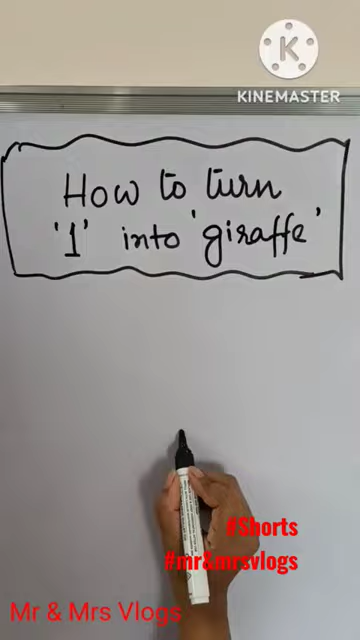 KINEMASTER
How to turn
'1' into 'giraffe'
#Shorts
#mr&mrsvlogs
Mr & Mrs Vlogs